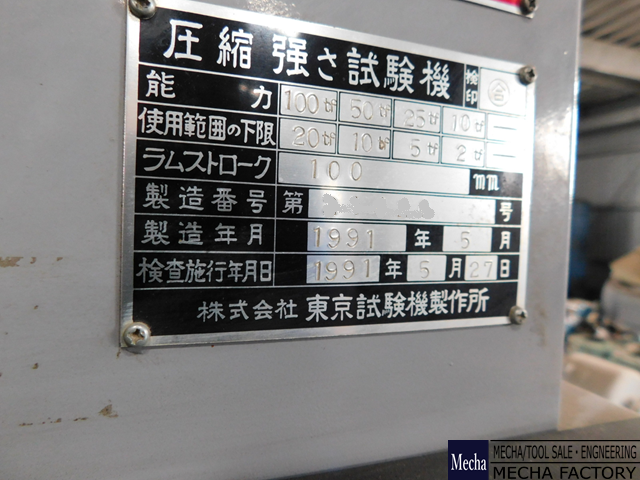 圧縮 強さ試験機 検印 合
能力 100tf 50tf 25tf 10tf —
使用範囲の下限 20tf 10tf 5tf 2tf —
ラムストローク 100 mm
製造番号 第 号
製造年月 1991 年 5 月
検査施行年月日 1991 年 5 月 27 日
株式会社 東京試験機製作所
Mecha MECHA/TOOL SALE・ENGNEERING
MECHA FACTORY